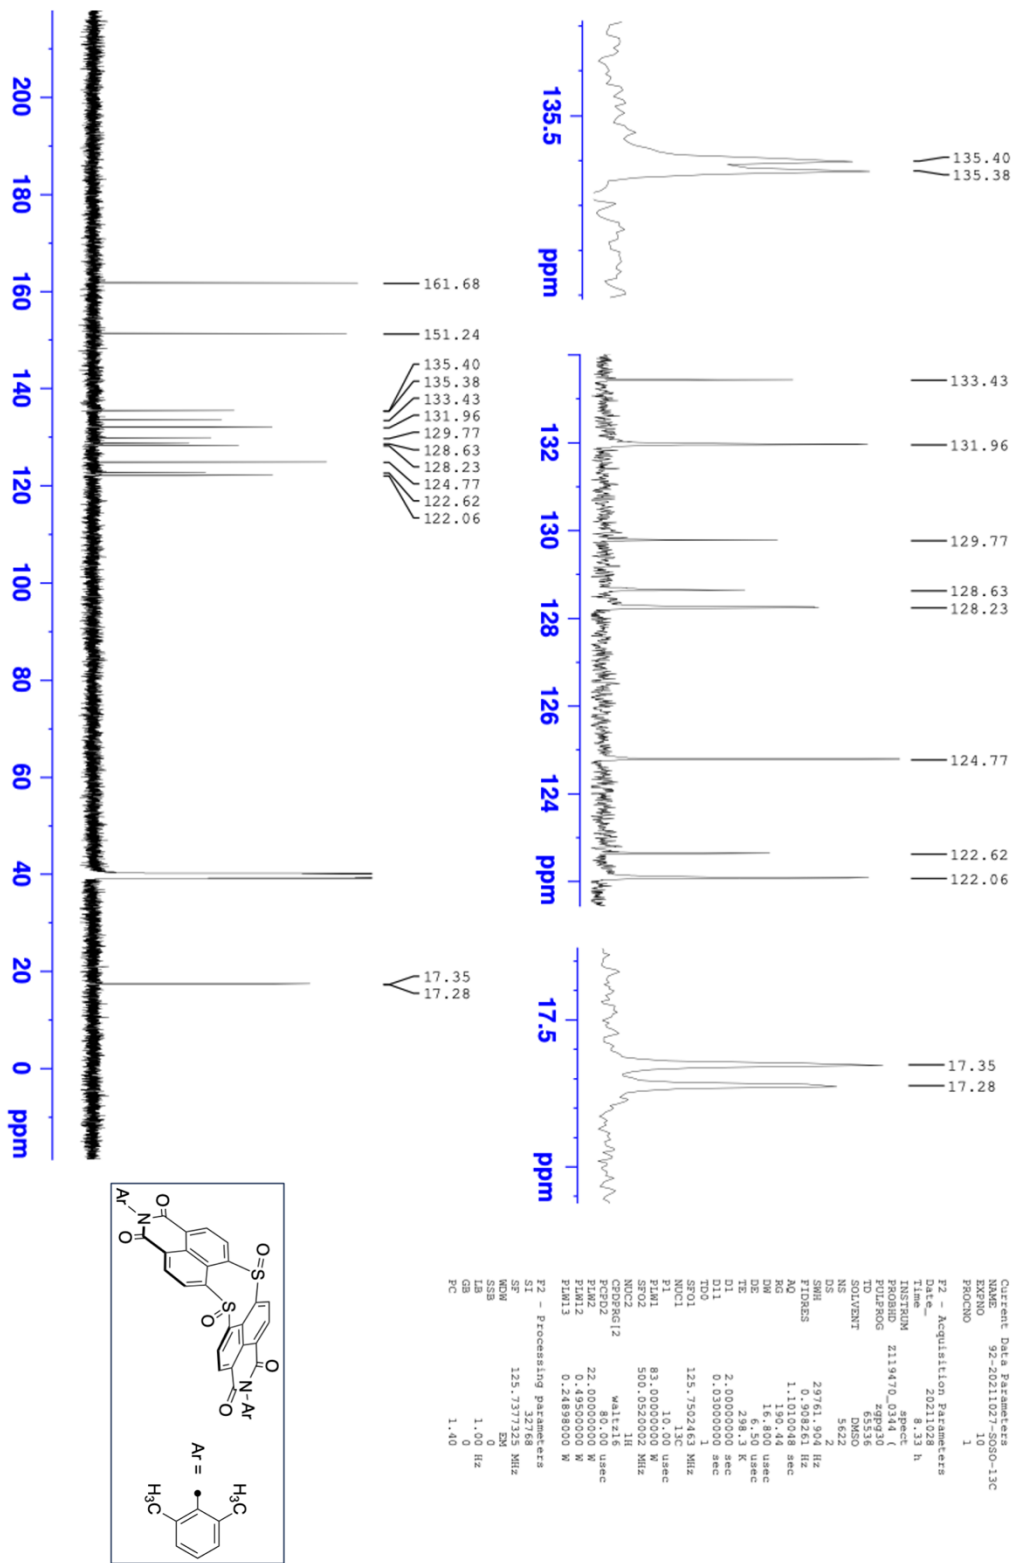 135.40
135.38
135.5
ppm
133.43
131.96
129.77
128.63
128.23
124.77
122.62
122.06
132
130
128
126
124
ppm
17.35
17.28
17.5
ppm
161.68
151.24
135.40
135.38
133.43
131.96
129.77
128.63
128.23
124.77
122.62
122.06
17.35
17.28
200
180
160
140
120
100
80
60
40
20
0
ppm
Current Data Parameters
NAME 92-20211027-SOSO-13C
EXPNO 10
PROCNO 1
F2 - Acquisition Parameters
Date_ 20211028
Time 8.33 h
INSTRUM spect
PROBHD Z119470_0344 (
PULPROG zgpg30
TD 65536
SOLVENT DMSO
NS 5622
DS 2
SWH 29761.904 Hz
FIDRES 0.908261 Hz
AQ 1.1010048 sec
RG 190.44
DW 16.800 usec
DE 6.50 usec
TE 298.3 K
D1 2.00000000 sec
D11 0.03000000 sec
TD0 1
SFO1 125.7502463 MHz
NUC1 13C
P1 10.00 usec
PLW1 83.00000000 W
SFO2 500.0520002 MHz
NUC2 1H
CPDPRG[2 waltz16
PCPD2 80.00 usec
PLW2 22.00000000 W
PLW12 0.49500000 W
PLW13 0.24898000 W
F2 - Processing parameters
SI 32768
SF 125.7377325 MHz
WDW EM
SSB 0
LB 1.00 Hz
GB 0
PC 1.40
O
Ar
N
O
O
S
S
O
O
N-Ar
O
Ar =
H₃C
CH₃